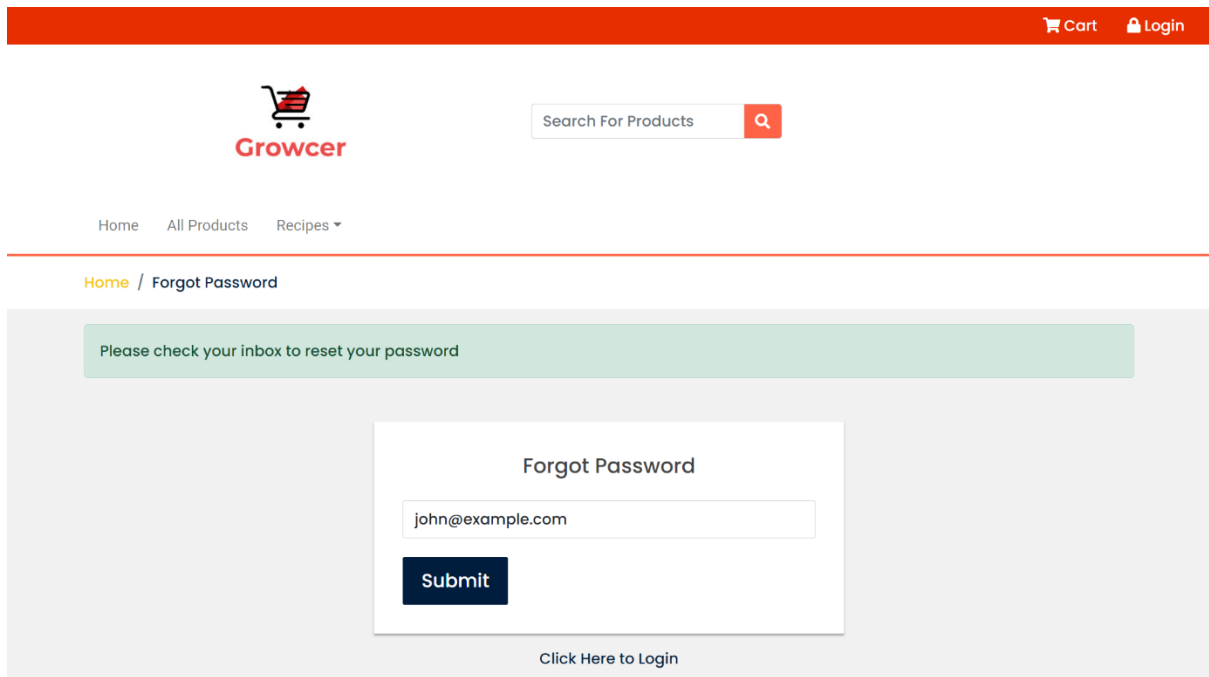 Cart Login
Growcer
Search For Products
Home All Products Recipes
Home / Forgot Password
Please check your inbox to reset your password
Forgot Password
john@example.com
Submit
Click Here to Login